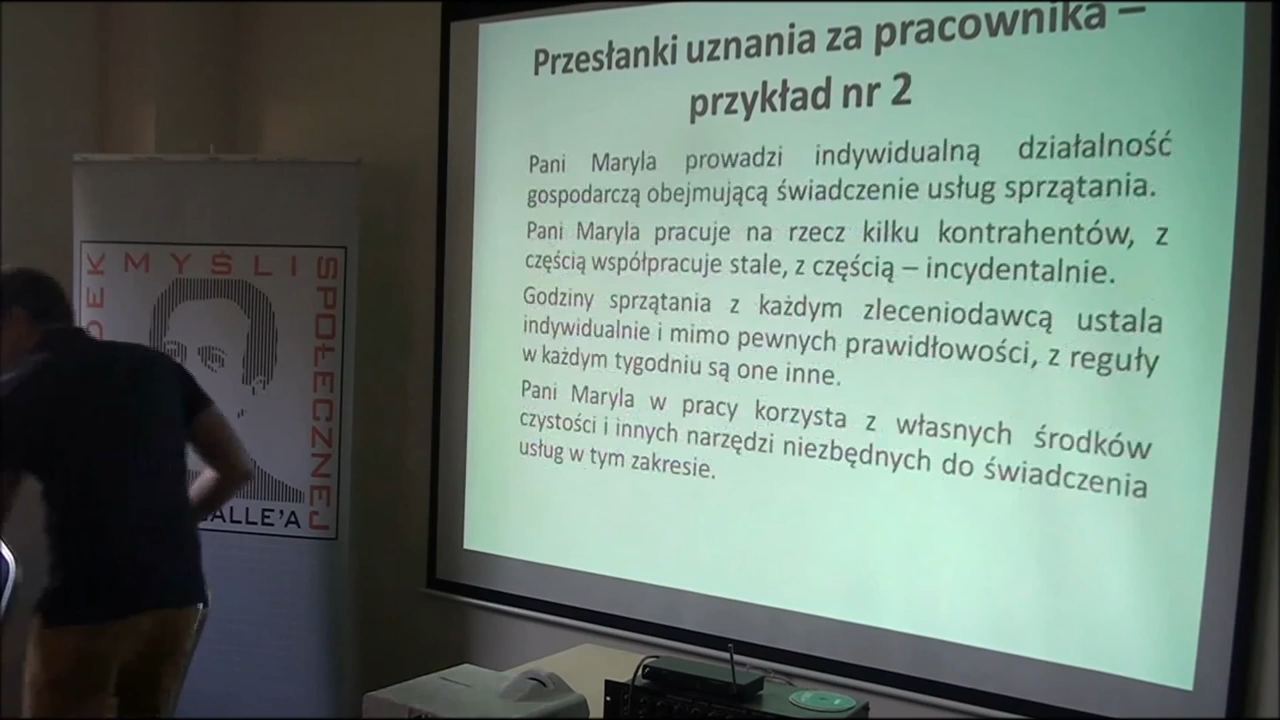 Przesłanki uznania za pracownika –
przykład nr 2
Pani Maryla prowadzi indywidualną działalność
gospodarczą obejmującą świadczenie usług sprzątania.
Pani Maryla pracuje na rzecz kilku kontrahentów, z
częścią współpracuje stale, z częścią – incydentalnie.
Godziny sprzątania z każdym zleceniodawcą ustala
indywidualnie i mimo pewnych prawidłowości, z reguły
w każdym tygodniu są one inne.
Pani Maryla w pracy korzysta z własnych środków
czystości i innych narzędzi niezbędnych do świadczenia
usług w tym zakresie.
DEK
MYŚLI
SPOŁECZNEJ
ALLE'A